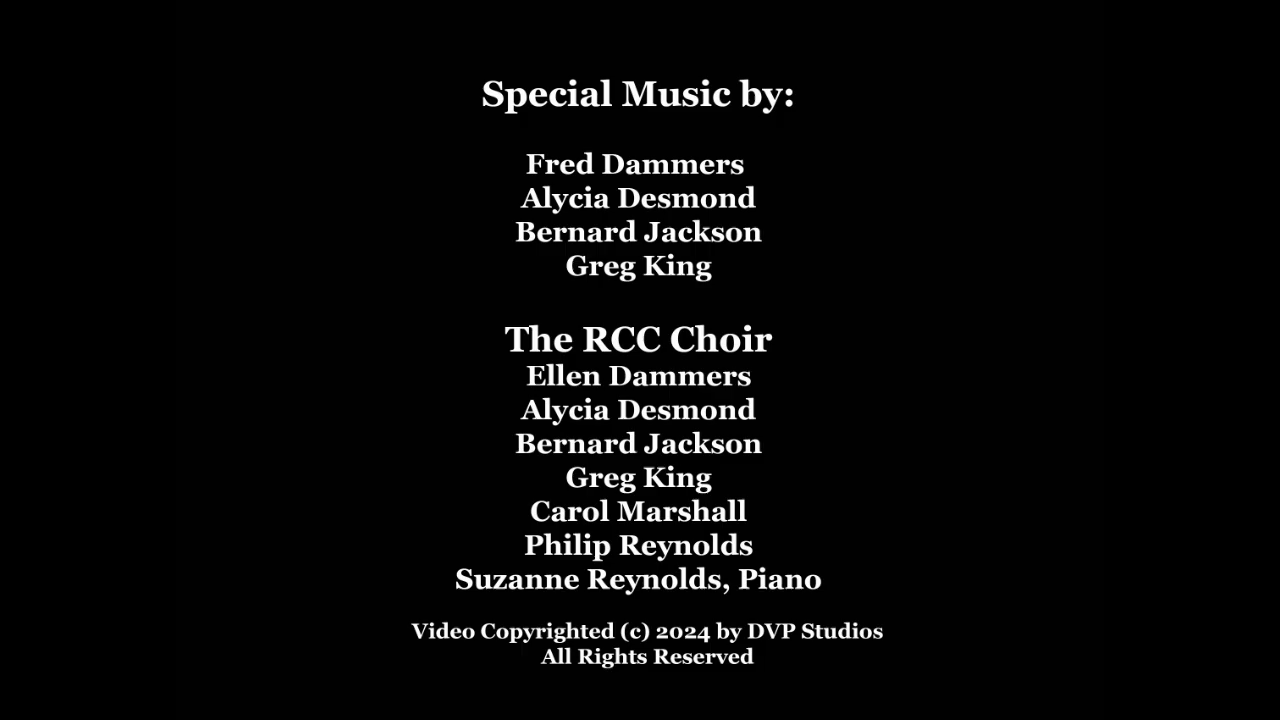 Special Music by:
Fred Dammers
Alycia Desmond
Bernard Jackson
Greg King
The RCC Choir
Ellen Dammers
Alycia Desmond
Bernard Jackson
Greg King
Carol Marshall
Philip Reynolds
Suzanne Reynolds, Piano
Video Copyrighted (c) 2024 by DVP Studios
All Rights Reserved